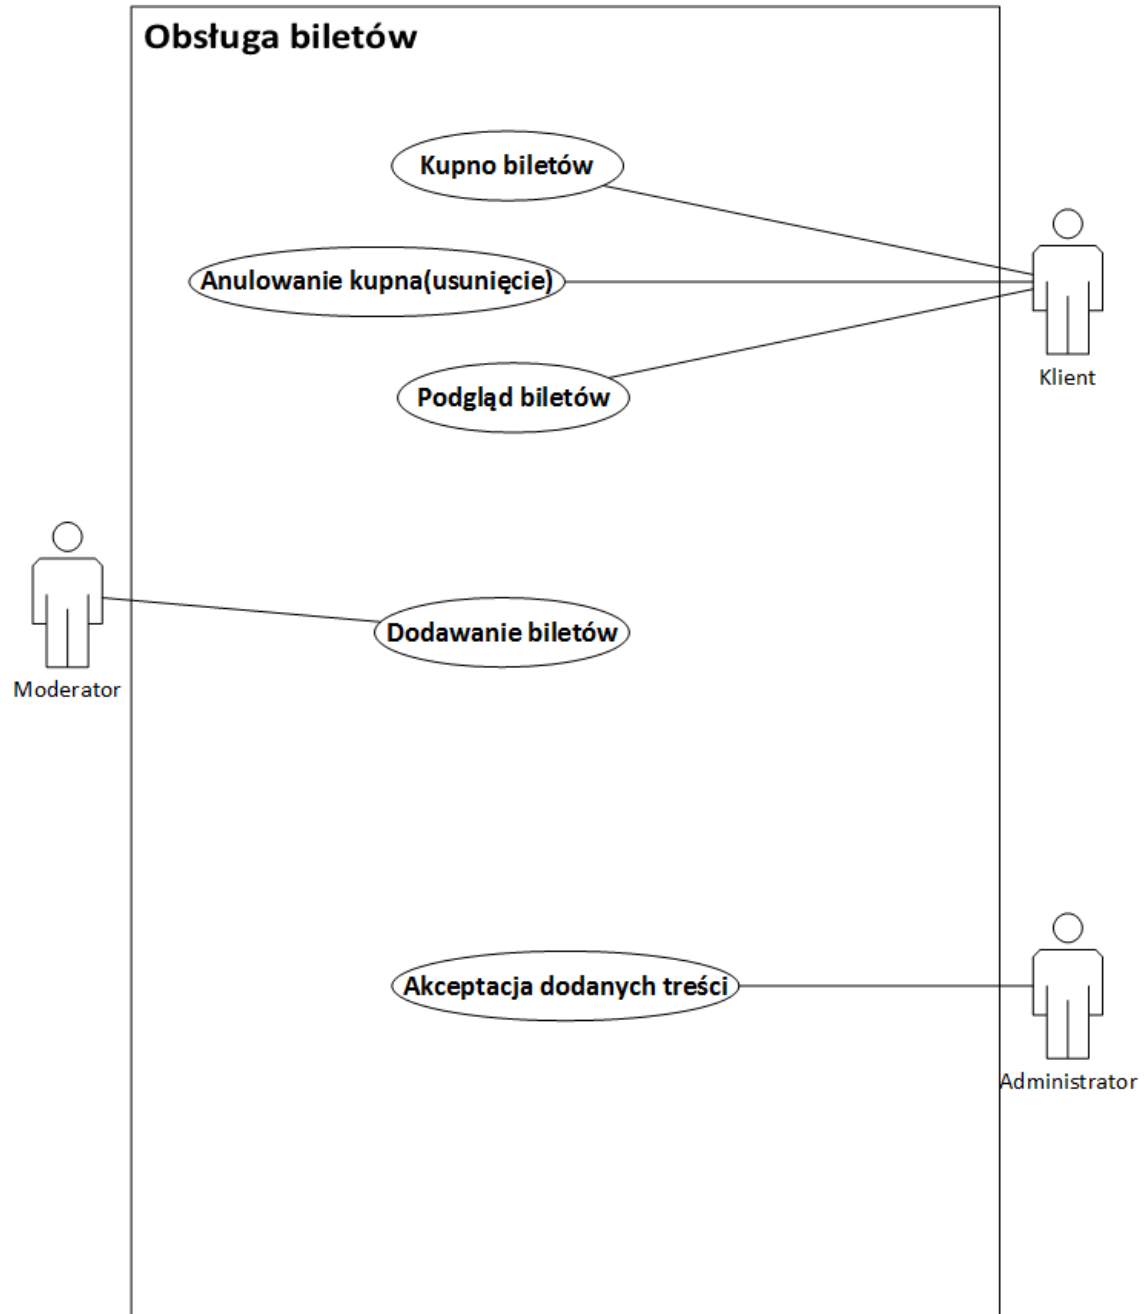 Obsługa biletów
Kupno biletów
Anulowanie kupna(usunięcie)
Klient
Podgląd biletów
Dodawanie biletów
Moderator
Akceptacja dodanych treści
Administrator